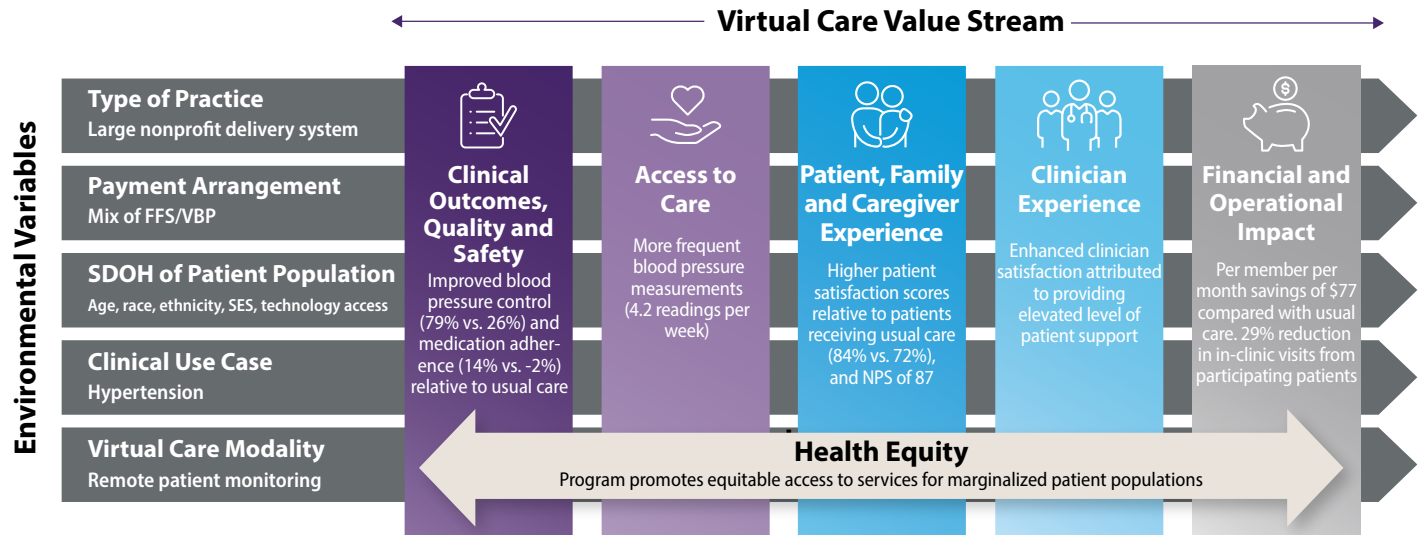 Virtual Care Value Stream
Environmental Variables
Type of Practice
Large nonprofit delivery system
Payment Arrangement
Mix of FFS/VBP
SDOH of Patient Population
Age, race, ethnicity, SES, technology access
Clinical Use Case
Hypertension
Virtual Care Modality
Remote patient monitoring
Clinical
Outcomes,
Quality and
Safety
Improved blood
pressure control
(79% vs. 26%) and
medication adher-
ence (14% vs. -2%)
relative to usual care
Access to
Care
More frequent
blood pressure
measurements
(4.2 readings per
week)
Patient, Family
and Caregiver
Experience
Higher patient
satisfaction scores
relative to patients
receiving usual care
(84% vs. 72%),
and NPS of 87
Clinician
Experience
Enhanced clinician
satisfaction attributed
to providing
elevated level of
patient support
$
Financial and
Operational
Impact
Per member per
month savings of $77
compared with usual
care. 29% reduction
in in-clinic visits from
participating patients
Health Equity
Program promotes equitable access to services for marginalized patient populations